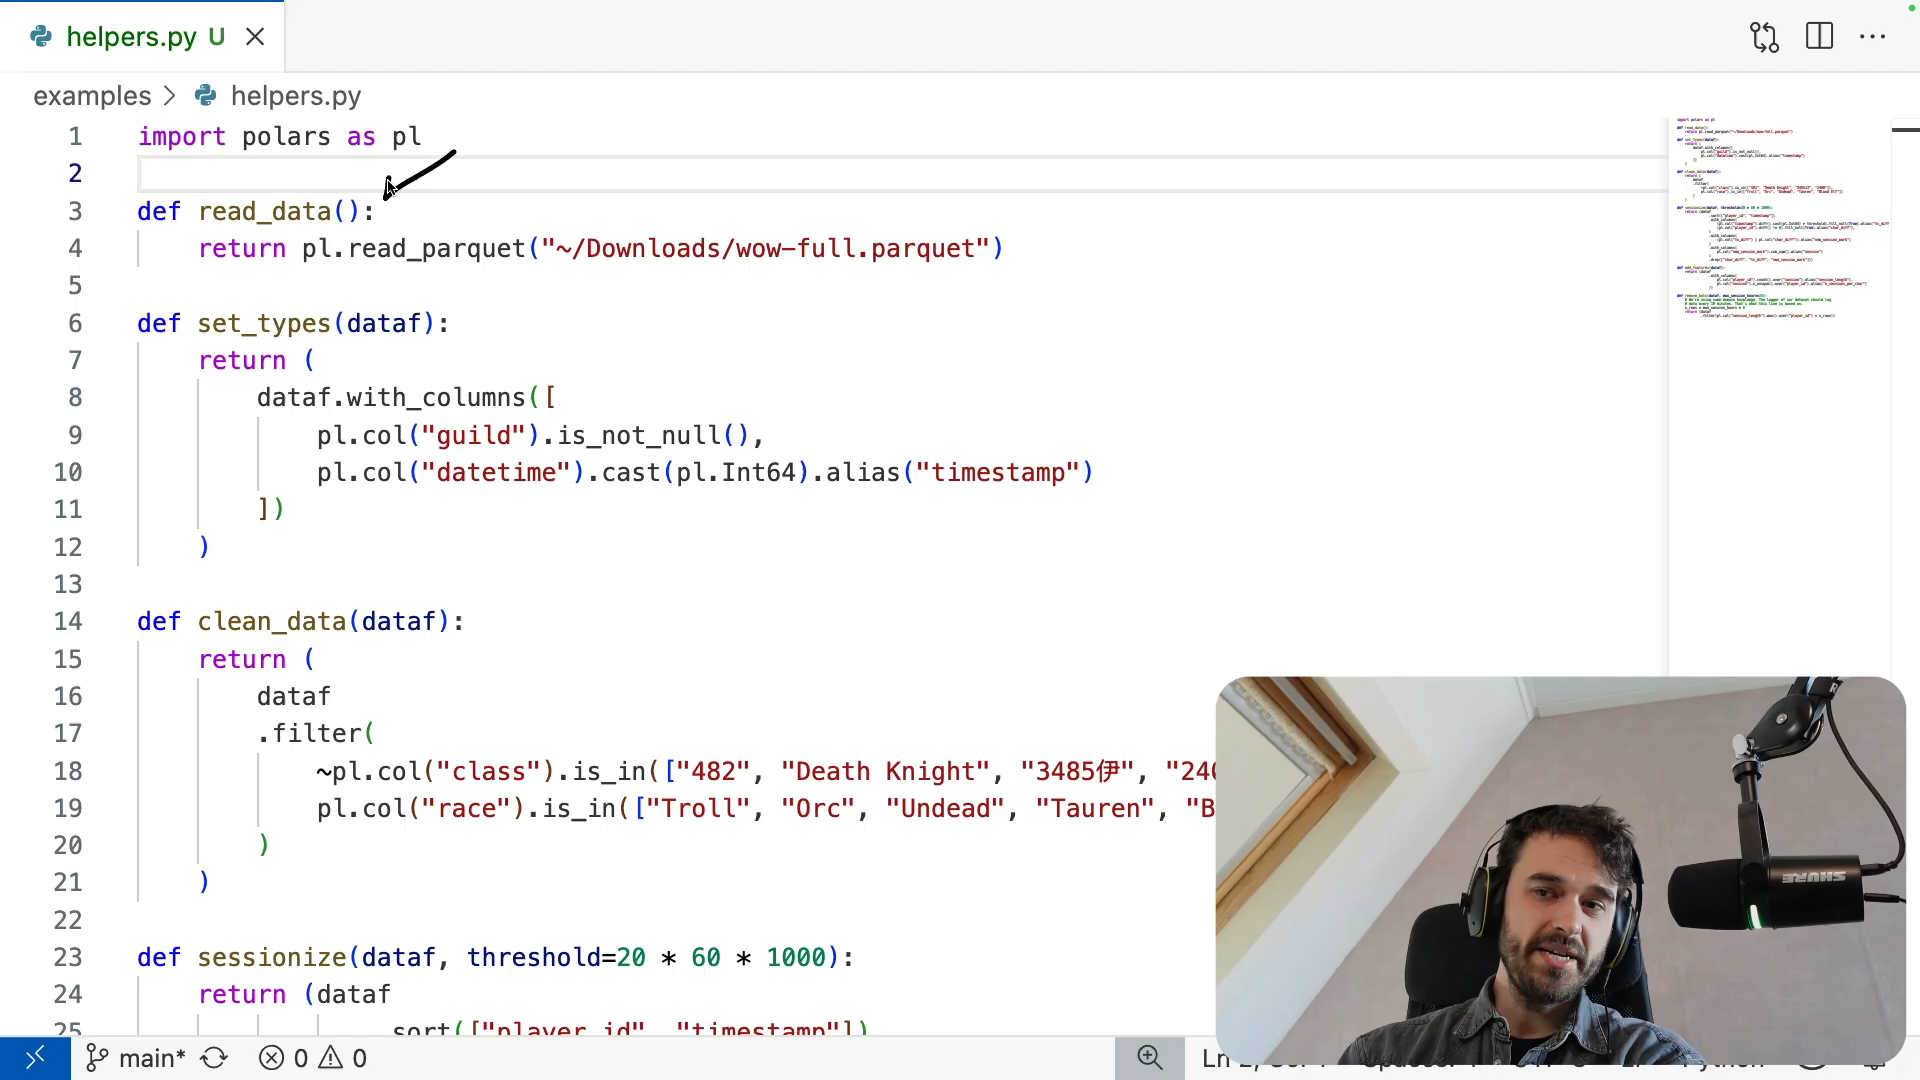 helpers.py U
examples > helpers.py
1 import polars as pl
2
3 def read_data():
4 return pl.read_parquet("~/Downloads/wow-full.parquet")
5
6 def set_types(dataf):
7 return (
8 dataf.with_columns([
9 pl.col("guild").is_not_null(),
10 pl.col("datetime").cast(pl.Int64).alias("timestamp")
11 ])
12 )
13
14 def clean_data(dataf):
15 return (
16 dataf
17 .filter(
18 ~pl.col("class").is_in(["482", "Death Knight", "3485伊", "240
19 pl.col("race").is_in(["Troll", "Orc", "Undead", "Tauren", "B
20 )
21 )
22
23 def sessionize(dataf, threshold=20 * 60 * 1000):
24 return (dataf
25 .sort(["player_id", "timestamp"])
SHURE
main* 0 0